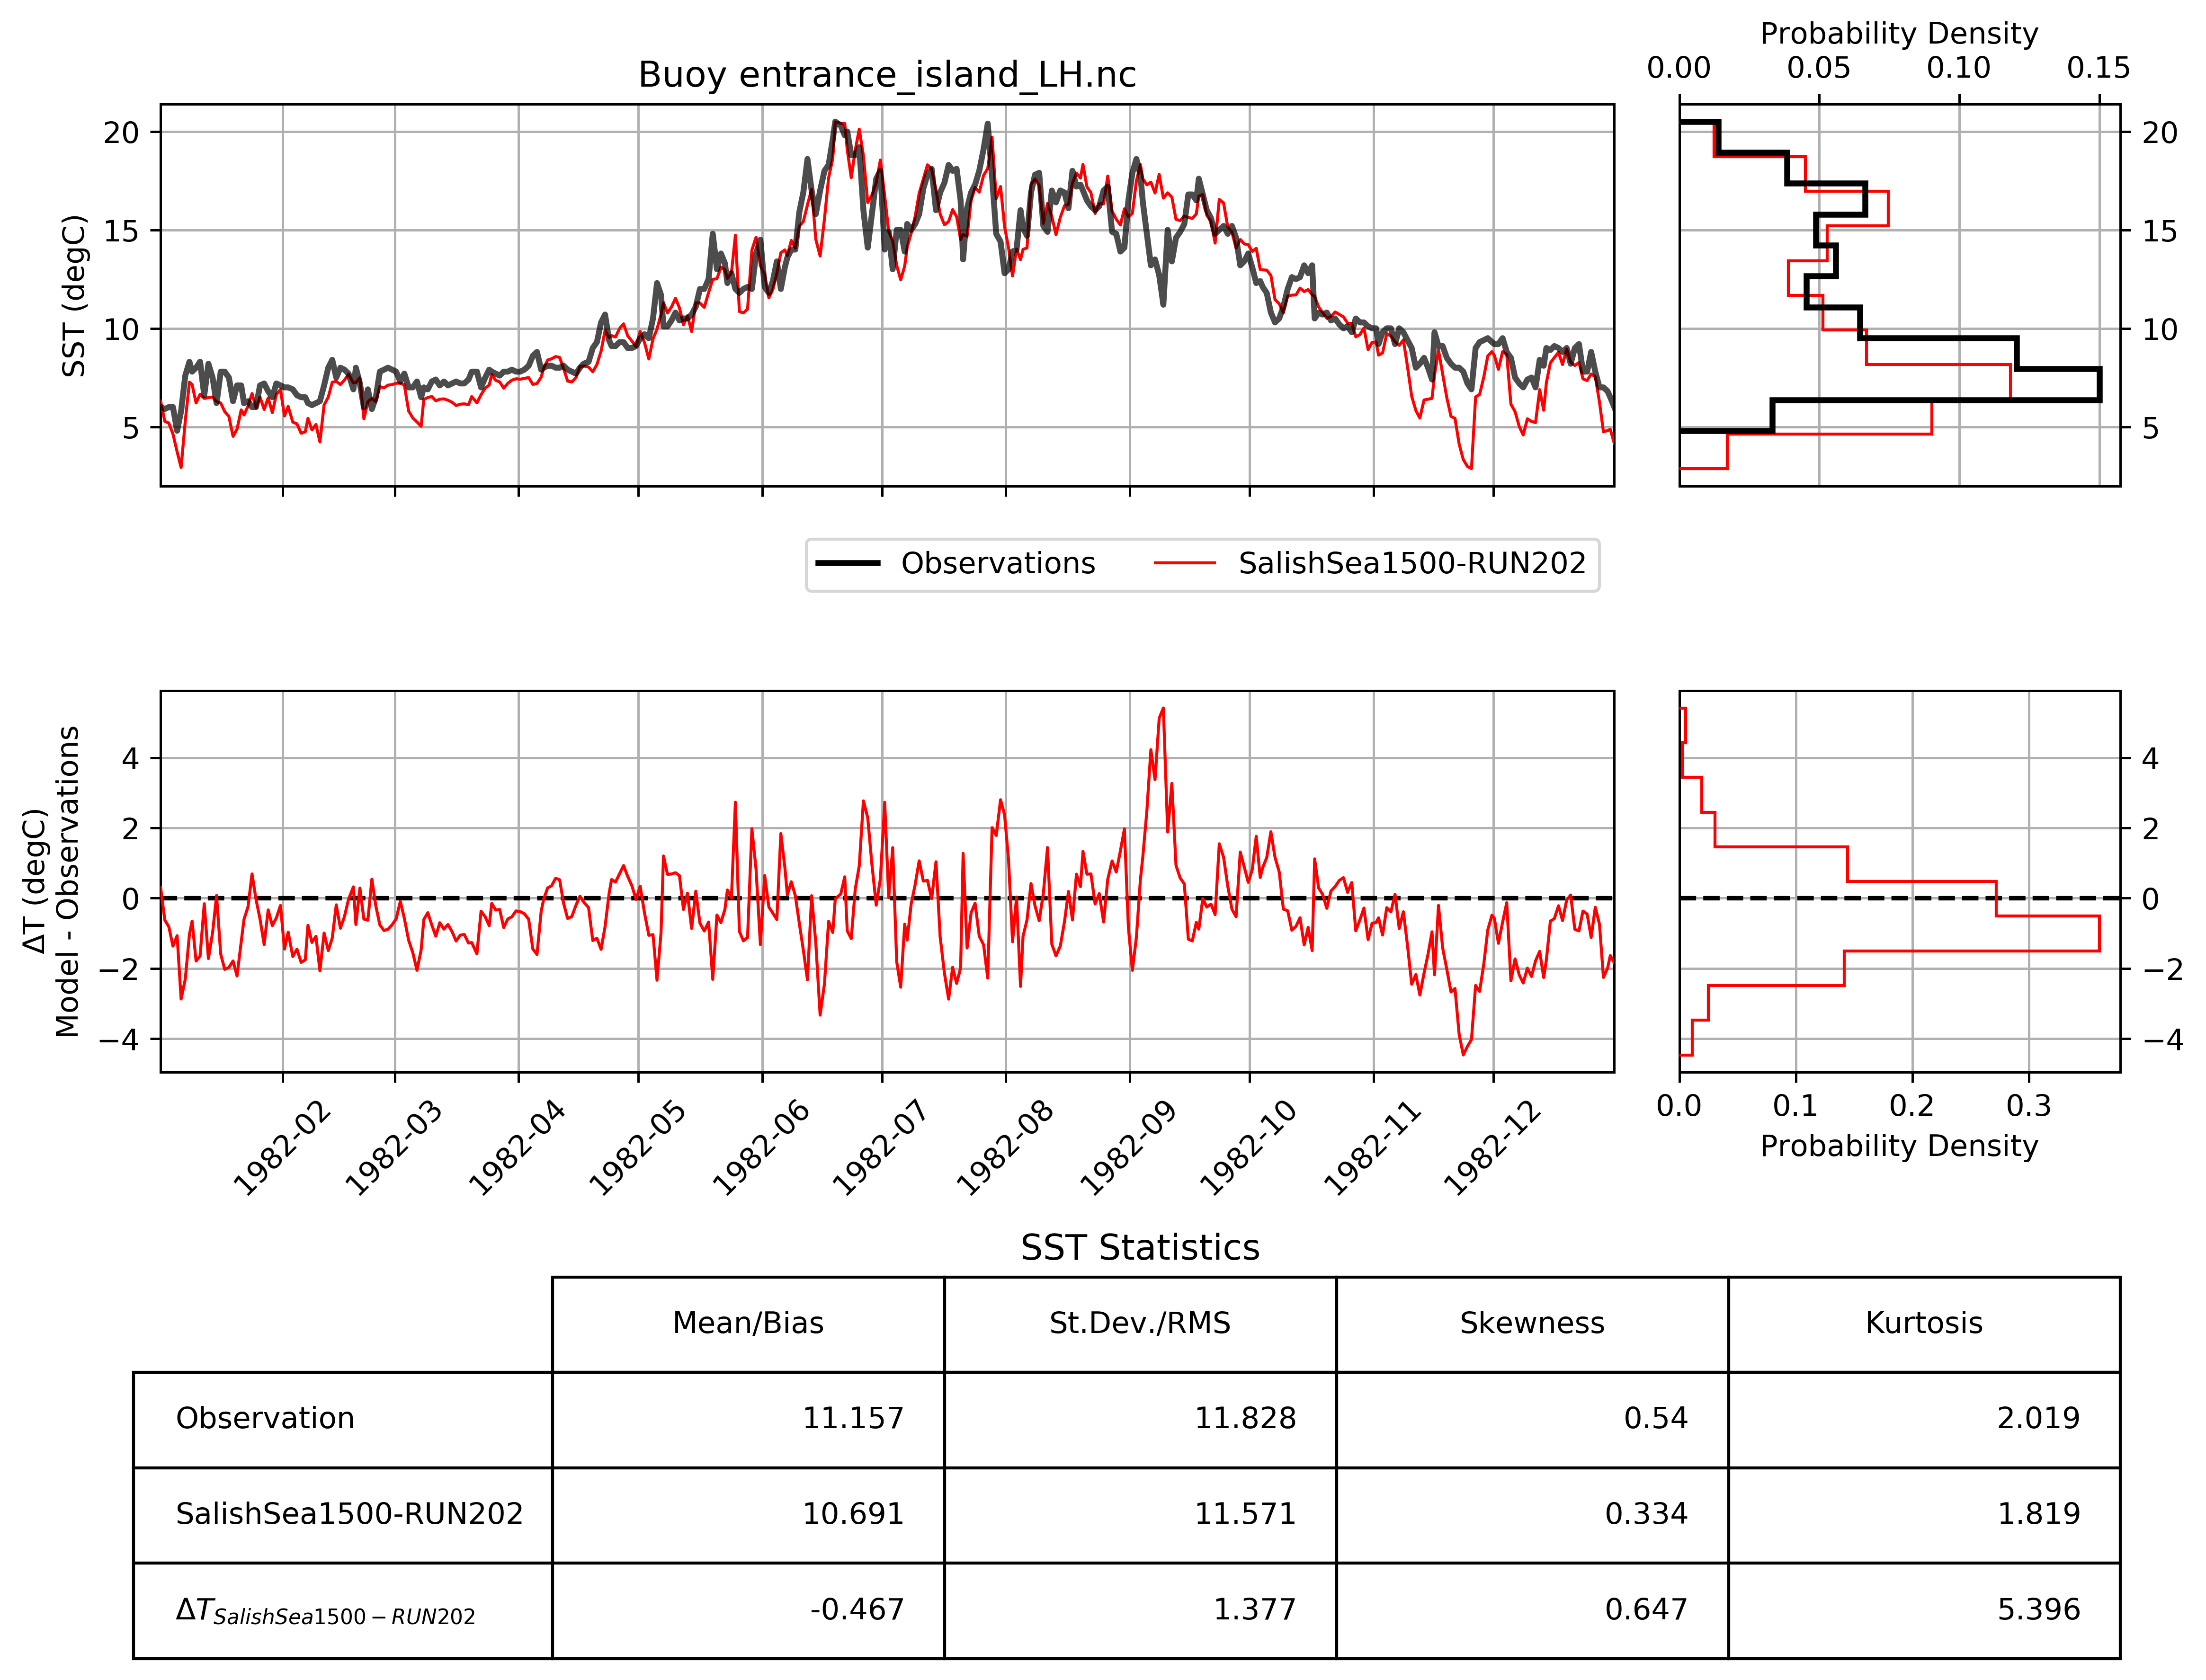 Probability Density
0.00 0.05 0.10 0.15
Buoy entrance_island_LH.nc
SST (degC)
20
15
10
5
20
15
10
5
Observations SalishSea1500-RUN202
ΔT (degC)
Model - Observations
4
2
0
−2
−4
4
2
0
−2
−4
1982-02 1982-03 1982-04 1982-05 1982-06 1982-07 1982-08 1982-09 1982-10 1982-11 1982-12
0.0 0.1 0.2 0.3
Probability Density
SST Statistics
Mean/Bias St.Dev./RMS Skewness Kurtosis
Observation 11.157 11.828 0.54 2.019
SalishSea1500-RUN202 10.691 11.571 0.334 1.819
ΔT SalishSea1500−RUN202 -0.467 1.377 0.647 5.396